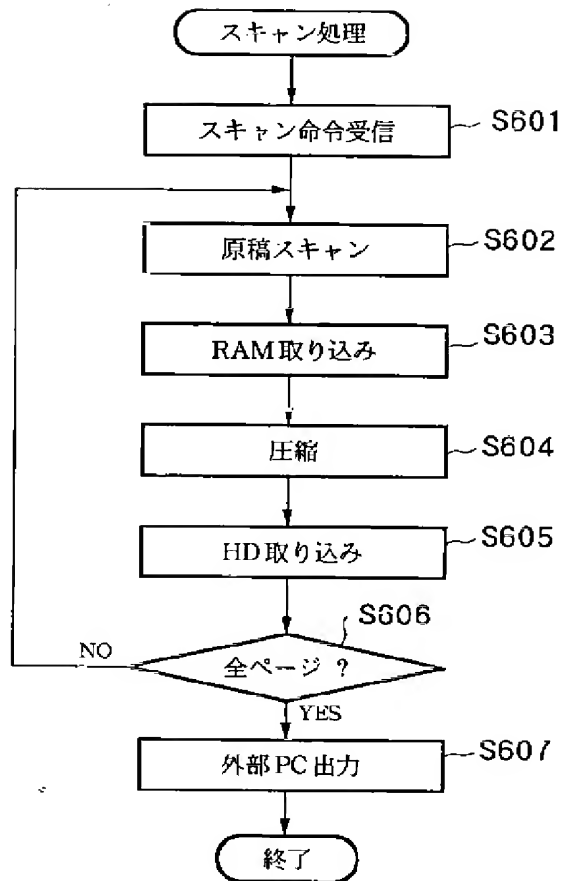 スキャン処理
スキャン命令受信
S601
原稿スキャン
S602
RAM取り込み
S603
圧縮
S604
HD取り込み
S605
S606
全ページ ?
NO
YES
外部PC出力
S607
終了